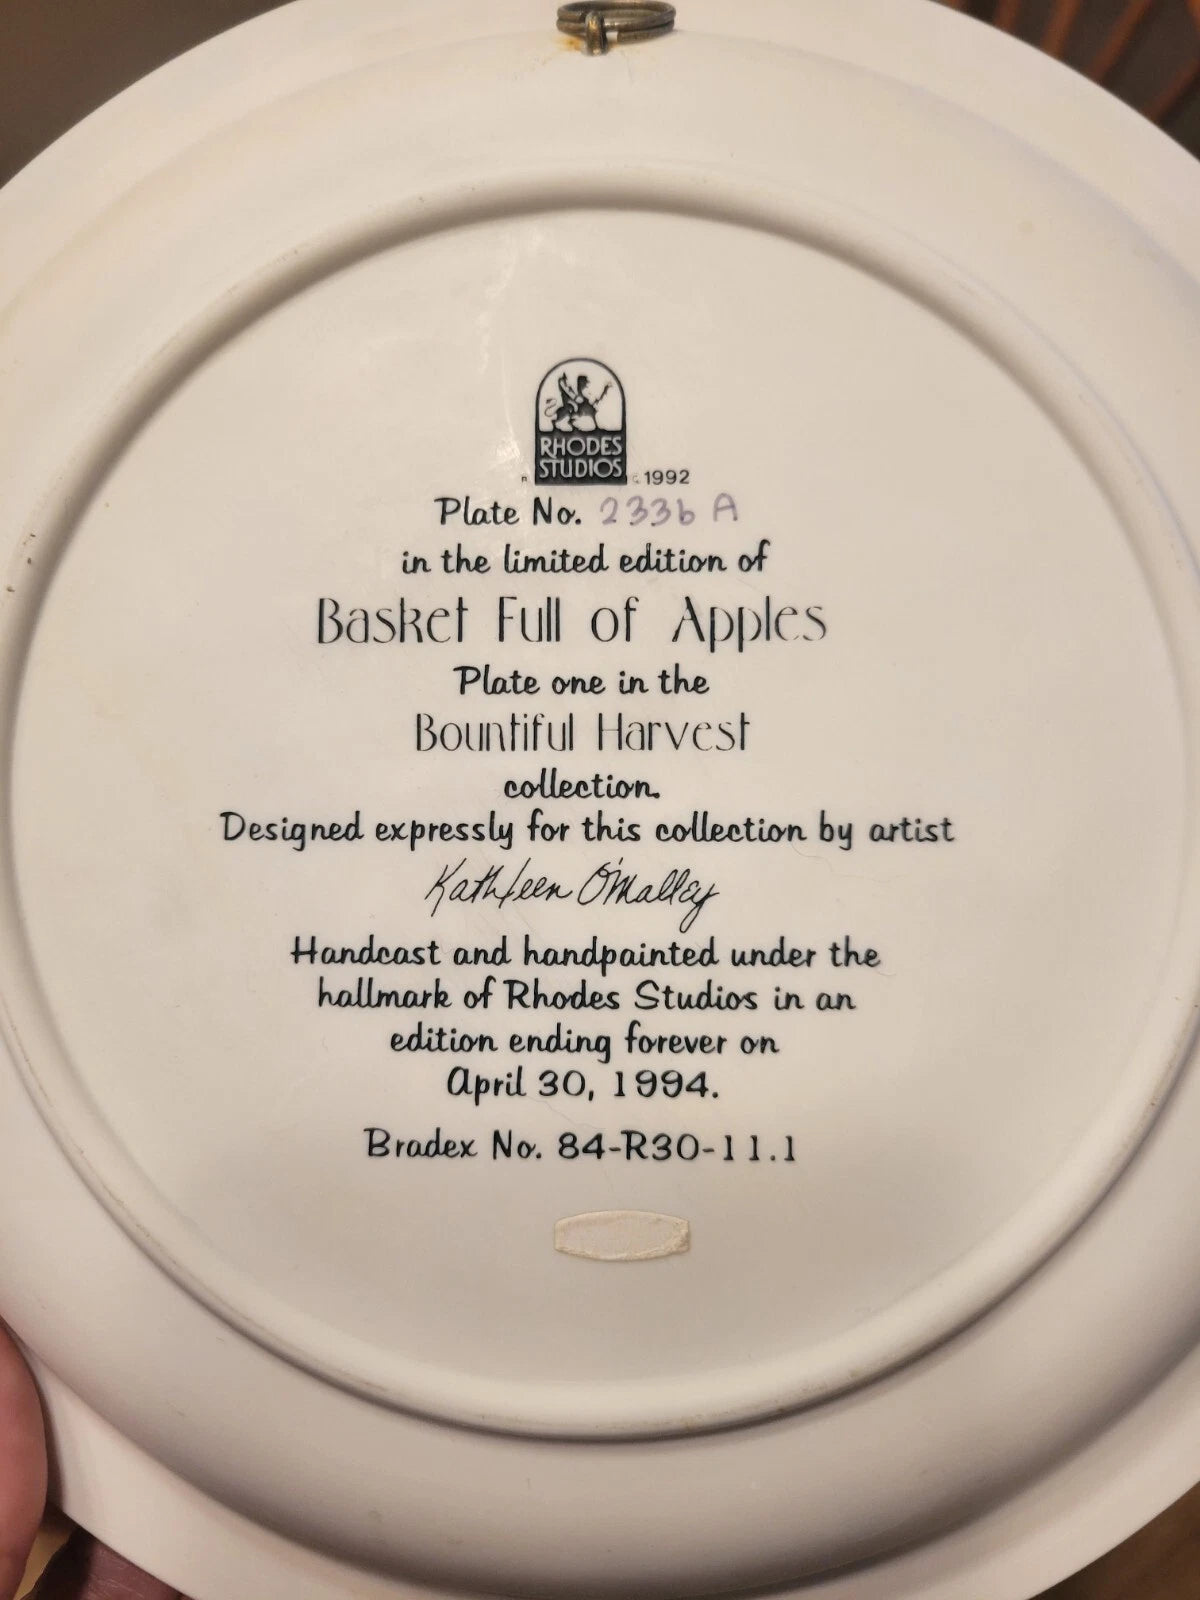 RHODES
STUDIOS
R © 1992
Plate No. 2336 A
in the limited edition of
Basket Full of Apples
Plate one in the
Bountiful Harvest
collection.
Designed expressly for this collection by artist
Kathleen O'Malley
Handcast and handpainted under the
hallmark of Rhodes Studios in an
edition ending forever on
April 30, 1994.
Bradex No. 84-R30-11.1